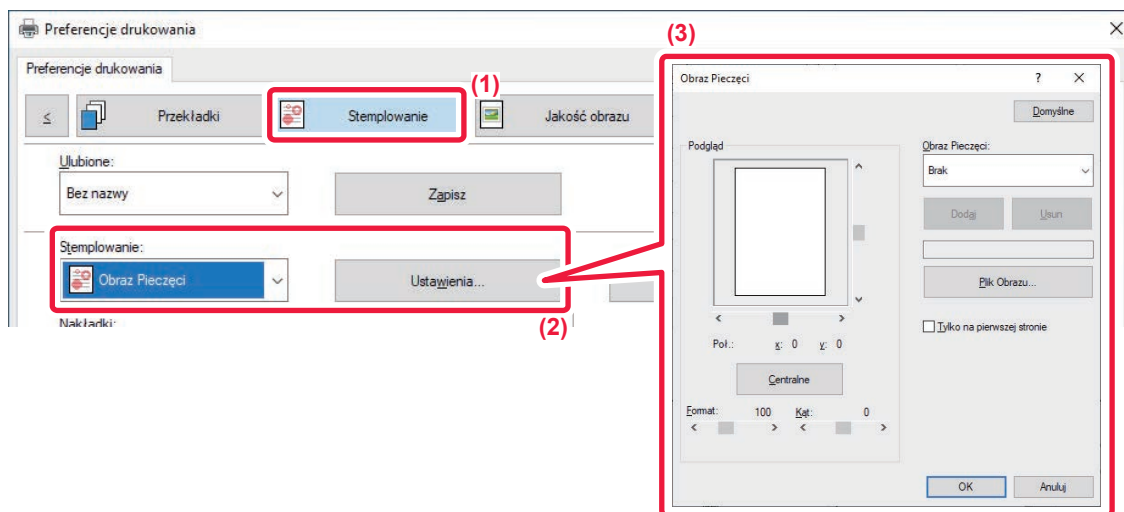 Preferencje drukowania
(3)
Preferencje drukowania
(1)
≤ Przekładki Stemplowanie Jakość obrazu
Ulubione:
Bez nazwy Zapisz
Stemplowanie:
Obraz Pieczęci Ustawienia...
Nakładki:
(2)
Obraz Pieczęci ? ×
Domyślne
Podgląd Obraz Pieczęci:
Brak
Dodaj Usun
Plik Obrazu...
Tylko na pierwszej stronie
Poł.: x: 0 y: 0
Centralne
Format: 100 Kąt: 0
OK Anuluj